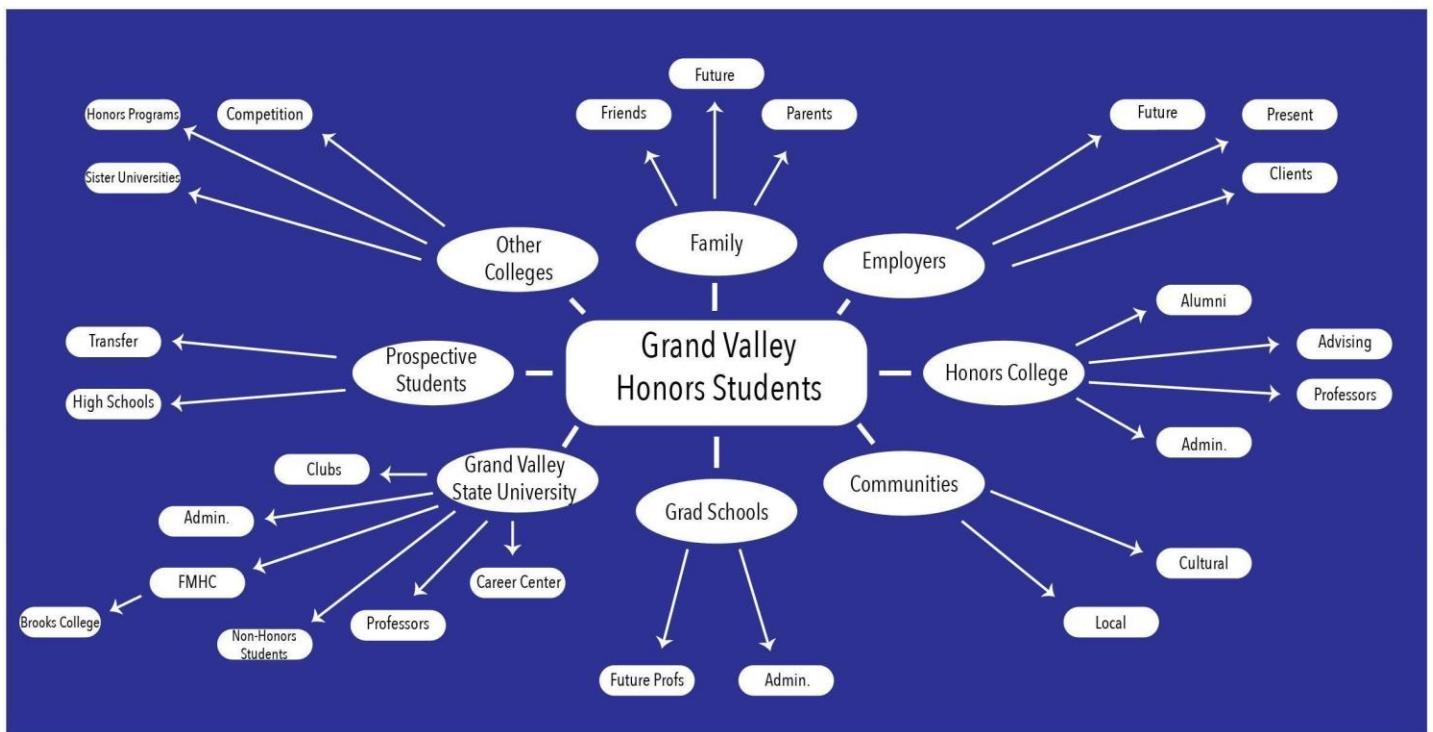 Future
Friends
Parents
Honors Programs
Competition
Future
Present
Sister Universities
Clients
Other
Colleges
Family
Employers
Alumni
Transfer
Prospective
Students
Grand Valley
Honors Students
Honors College
Advising
High Schools
Professors
Admin.
Clubs
Grand Valley
State University
Communities
Admin.
Grad Schools
FMHC
Career Center
Cultural
Brooks College
Professors
Local
Non-Honors
Students
Future Profs
Admin.